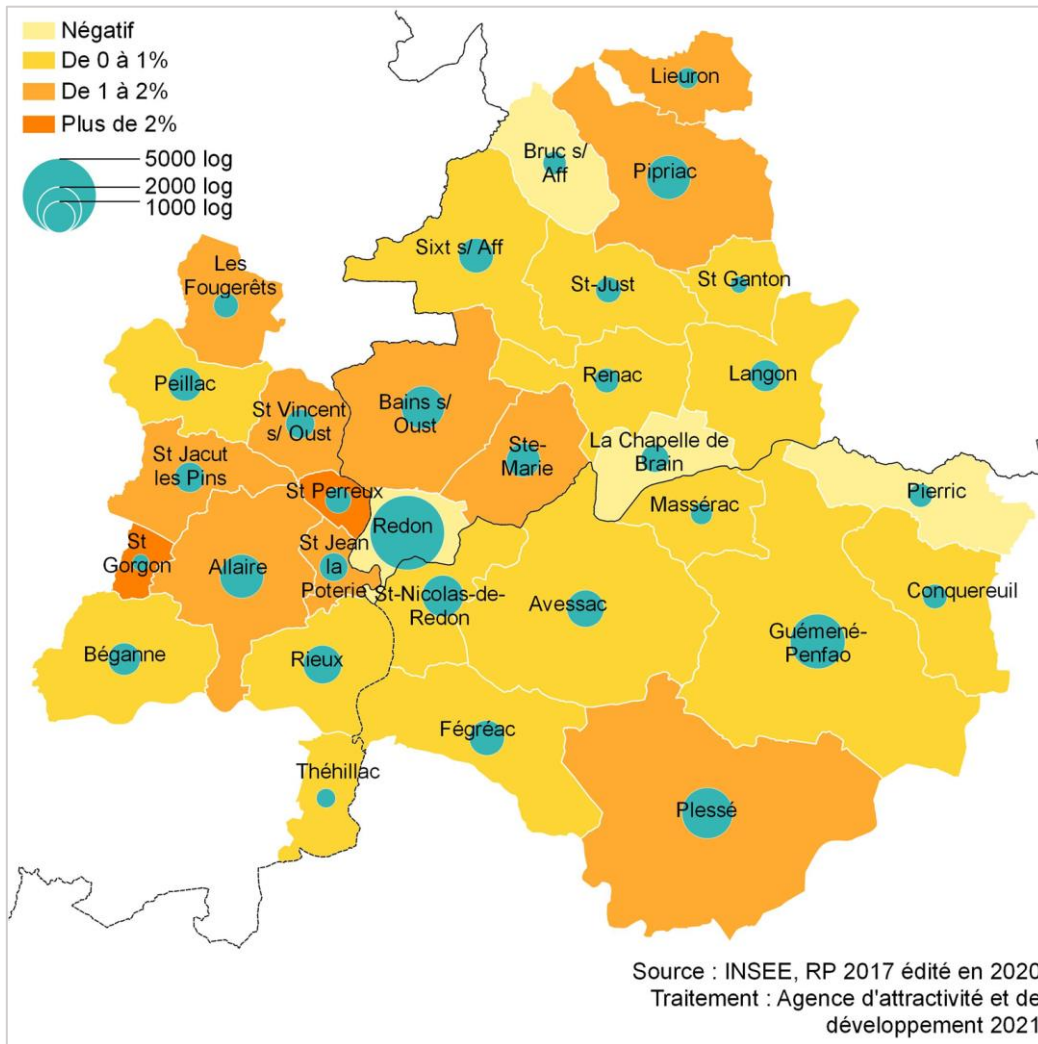 Négatif
De 0 à 1%
De 1 à 2%
Plus de 2%
5000 log
2000 log
1000 log
Lieuron
Bruc s/
Aff
Pipriac
Sixt s/ Aff
St-Just
St Ganton
Les
Fougerêts
Peillac
St Vincent
s/ Oust
Bains s/
Oust
Renac
Langon
Ste-
Marie
La Chapelle de
Brain
St Jacut
les Pins
St Perreux
Redon
Massérac
Pierric
St
Gorgon
Allaire
St Jean
la
Poterie
St-Nicolas-de-
Redon
Avessac
Conquereuil
Guémené-
Penfao
Béganne
Rieux
Fégréac
Théhillac
Plessé
Source : INSEE, RP 2017 édité en 2020
Traitement : Agence d'attractivité et de
développement 2021